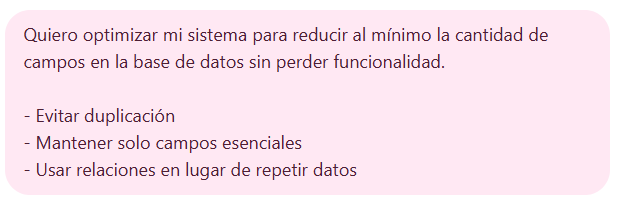 Quiero optimizar mi sistema para reducir al mínimo la cantidad de
campos en la base de datos sin perder funcionalidad.
- Evitar duplicación
- Mantener solo campos esenciales
- Usar relaciones en lugar de repetir datos